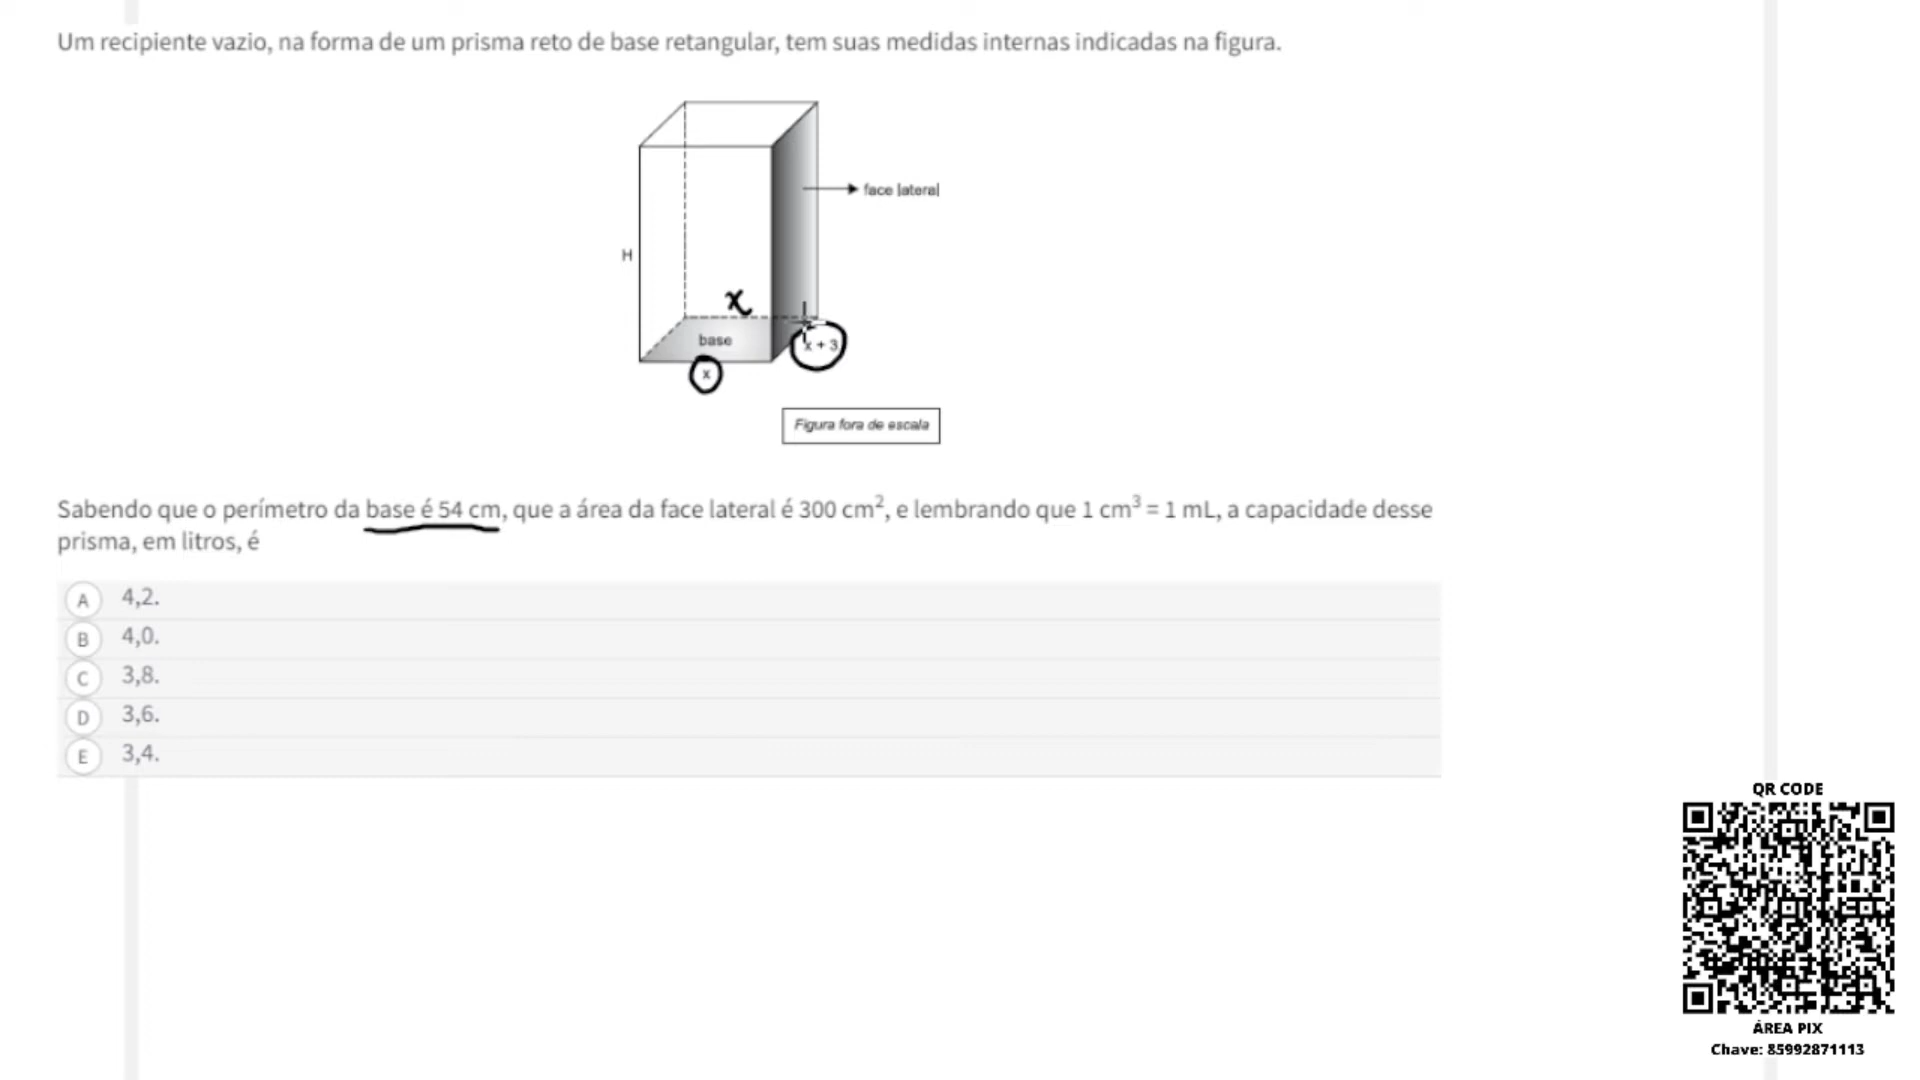 Um recipiente vazio, na forma de um prisma reto de base retangular, tem suas medidas internas indicadas na figura.
face lateral
H
x
base
x + 3
x
Figura fora de escala
Sabendo que o perímetro da base é 54 cm, que a área da face lateral é 300 cm², e lembrando que 1 cm³ = 1 mL, a capacidade desse
prisma, em litros, é
A 4,2.
B 4,0.
C 3,8.
D 3,6.
E 3,4.
QR CODE
ÁREA PIX
Chave: 85992871113